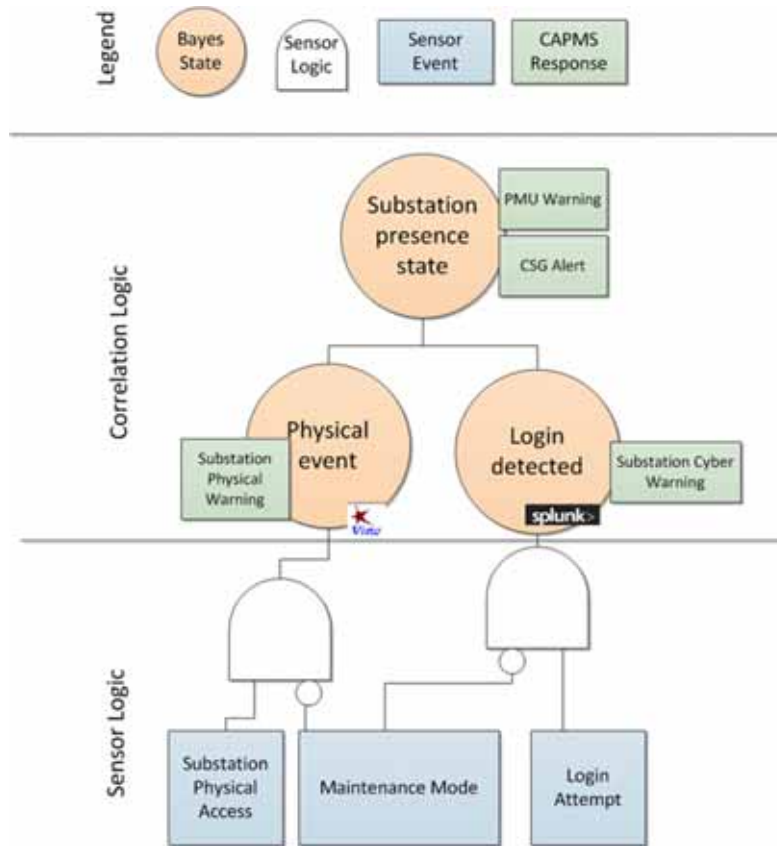 Legend
Bayes
State
Sensor
Logic
Sensor
Event
CAPMS
Response
Correlation Logic
Substation
presence
state
PMU Warning
CSG Alert
Physical
event
Substation
Physical
Warning
Login
detected
Substation Cyber
Warning
splunk>
Sensor Logic
Substation
Physical
Access
Maintenance Mode
Login
Attempt